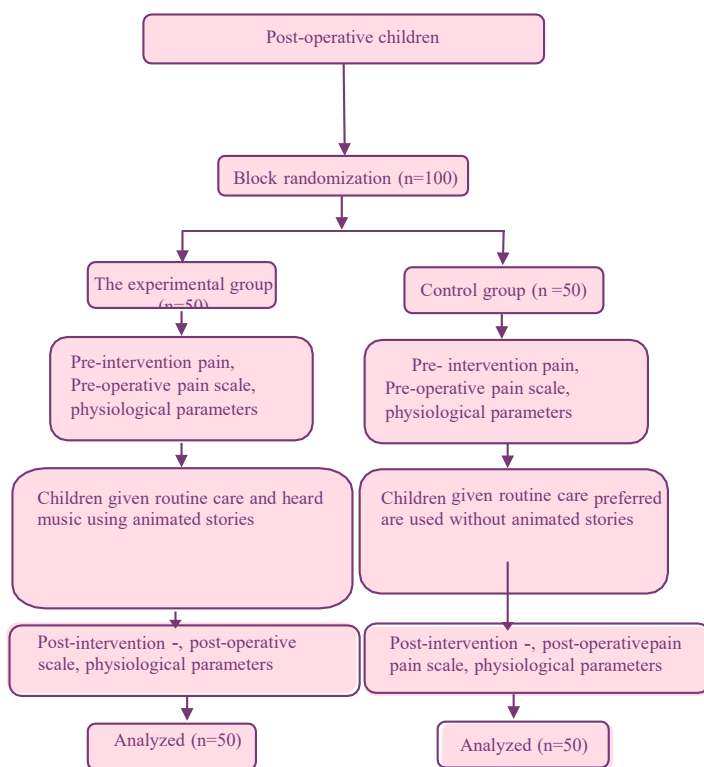 Post-operative children
Block randomization (n=100)
The experimental group
(n=50)
Control group (n =50)
Pre-intervention pain,
Pre-operative pain scale,
physiological parameters
Pre- intervention pain,
Pre-operative pain scale,
physiological parameters
Children given routine care and heard
music using animated stories
Children given routine care preferred
are used without animated stories
Post-intervention -, post-operative
scale, physiological parameters
Post-intervention -, post-operativepain
pain scale, physiological parameters
Analyzed (n=50)
Analyzed (n=50)